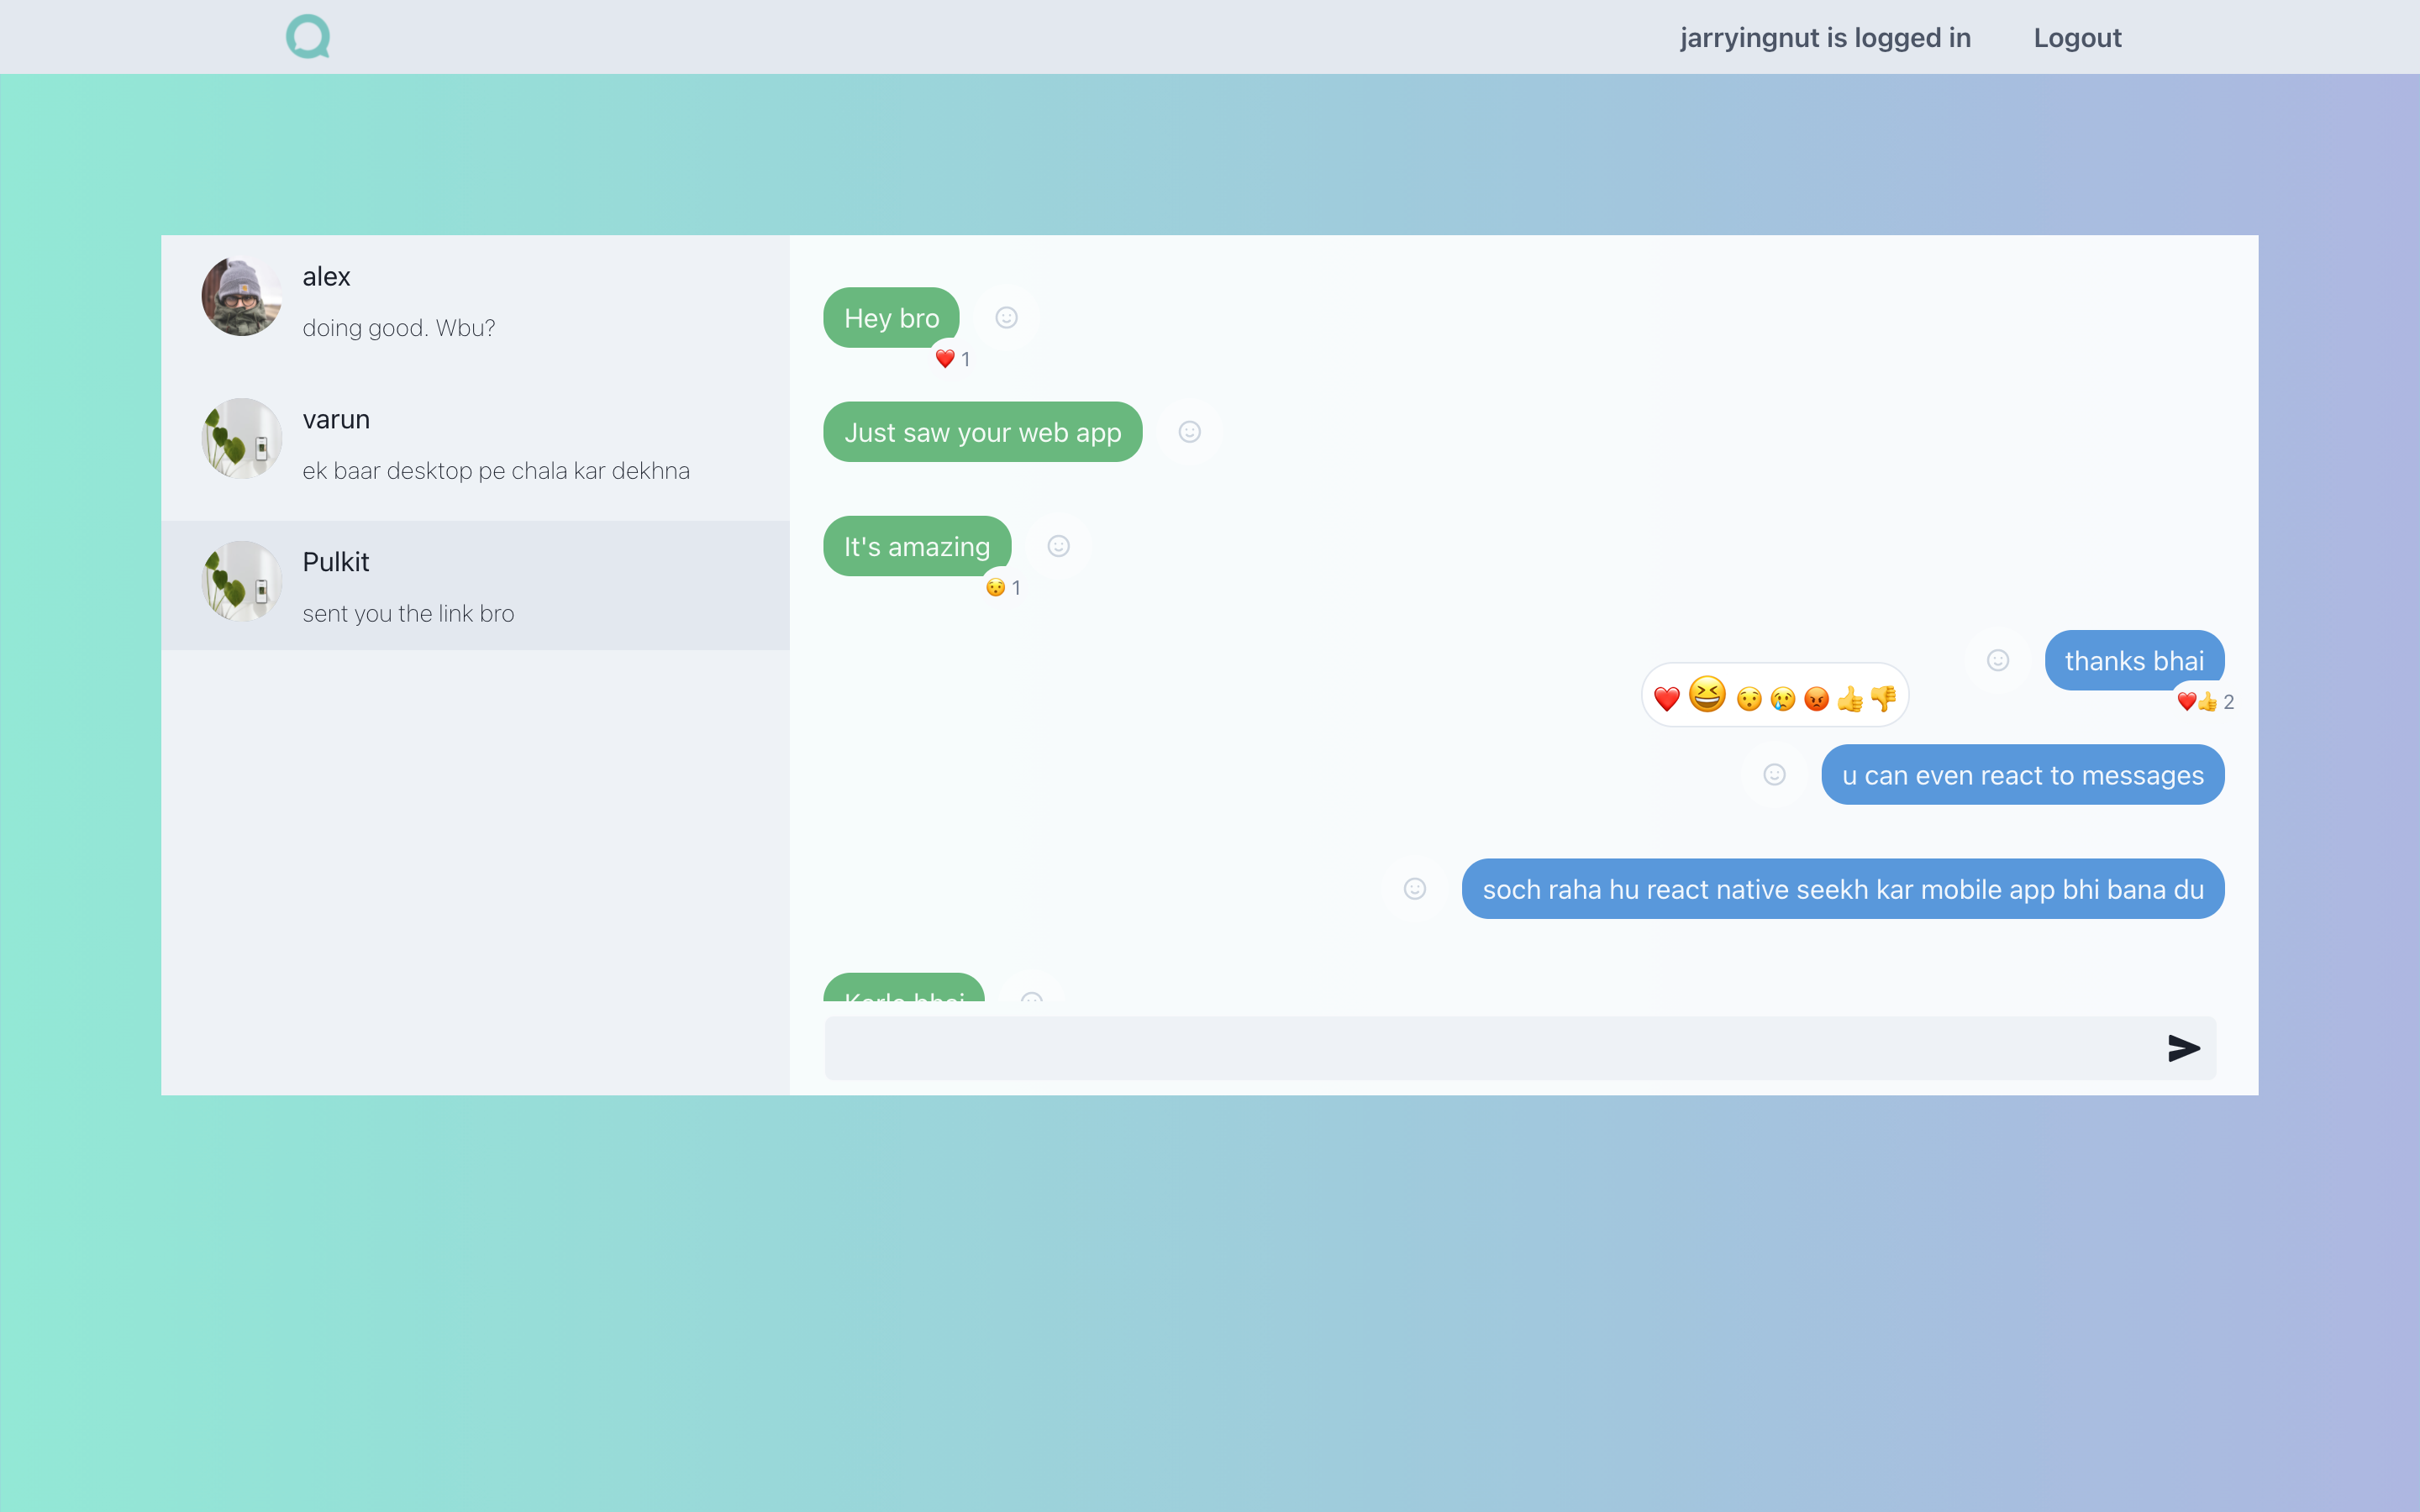 jarryingnut is logged in
Logout
alex
doing good. Wbu?
varun
ek baar desktop pe chala kar dekhna
Pulkit
sent you the link bro
Hey bro
❤️ 1
Just saw your web app
It's amazing
😯 1
thanks bhai
❤️👍 2
❤️😆😯😢😡👍👎
u can even react to messages
soch raha hu react native seekh kar mobile app bhi bana du
bhai